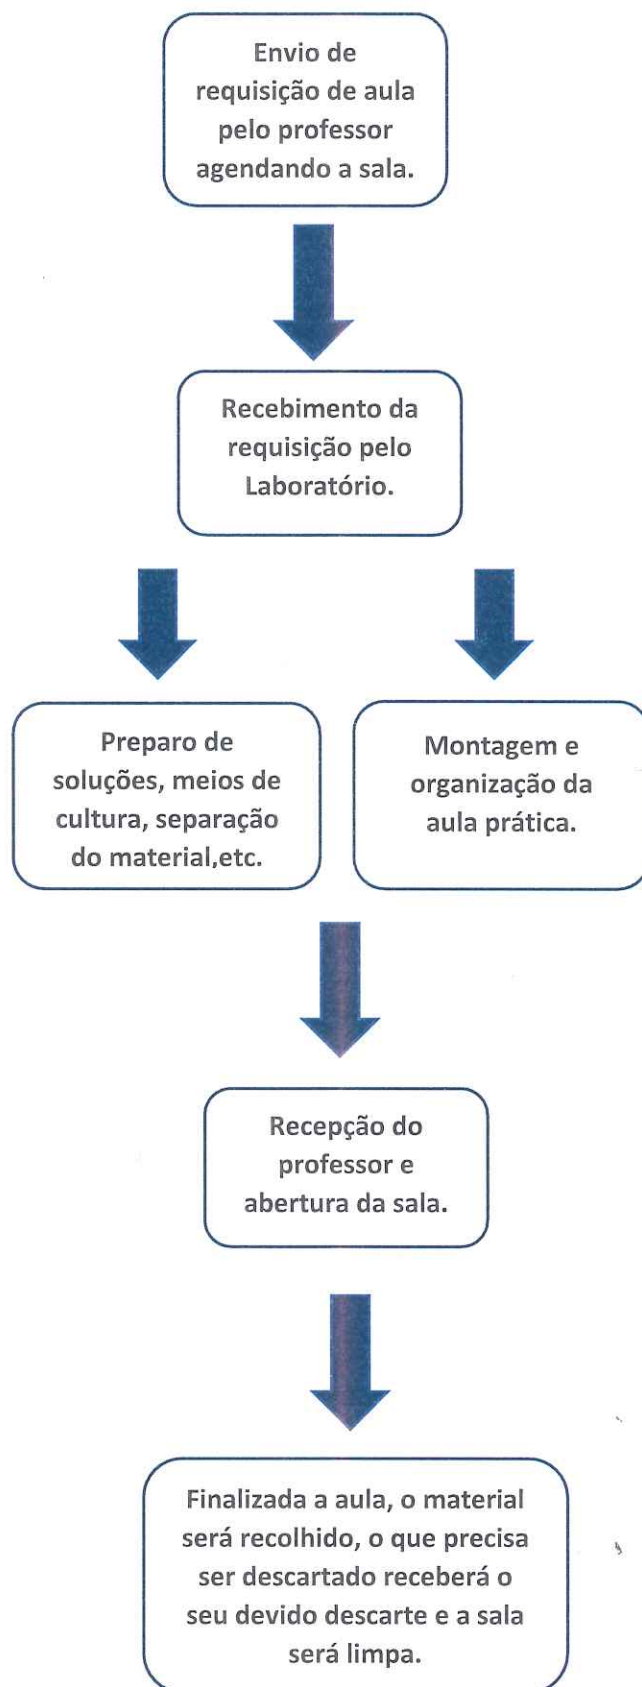 Envio de
requisição de aula
pelo professor
agendando a sala.
Recebimento da
requisição pelo
Laboratório.
Preparo de
soluções, meios de
cultura, separação
do material,etc.
Montagem e
organização da
aula prática.
Recepção do
professor e
abertura da sala.
Finalizada a aula, o material
será recolhido, o que precisa
ser descartado receberá o
seu devido descarte e a sala
será limpa.